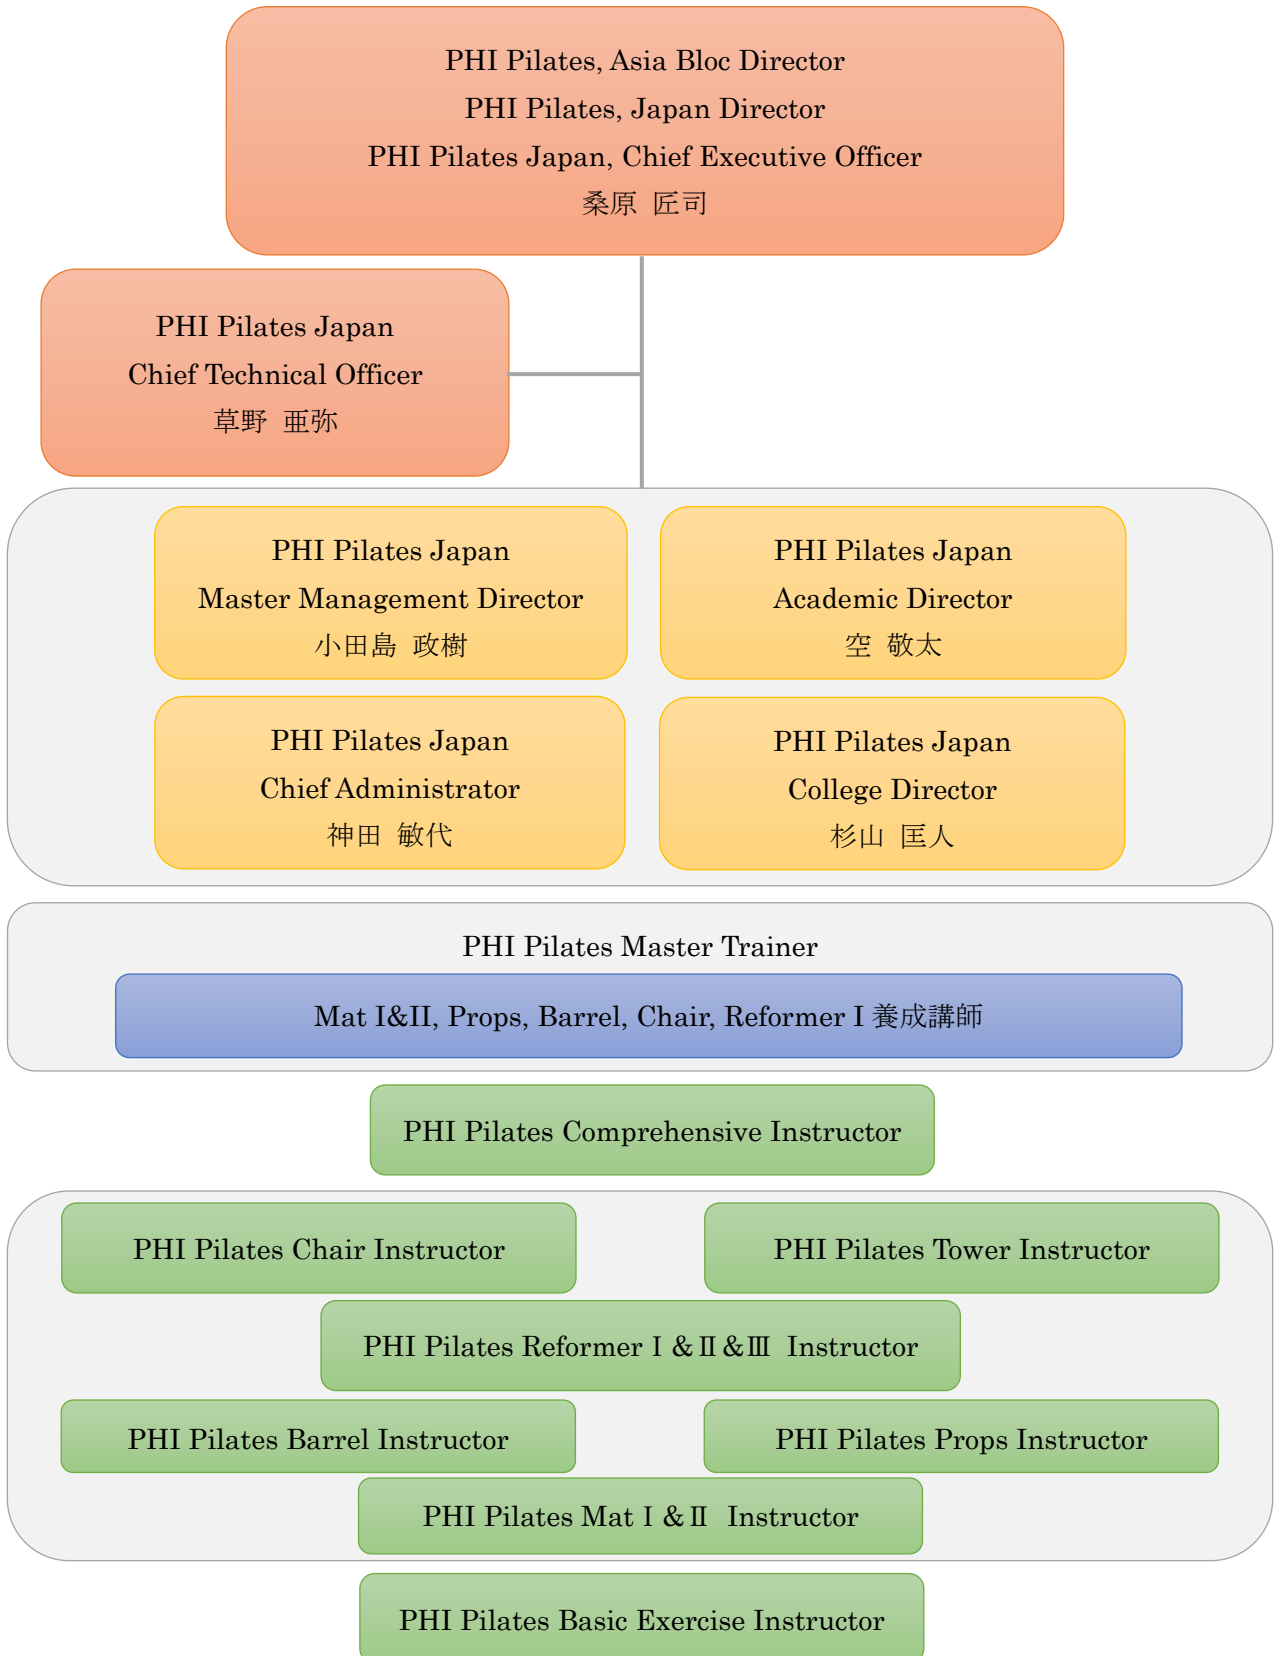 PHI Pilates, Asia Bloc Director
PHI Pilates, Japan Director
PHI Pilates Japan, Chief Executive Officer
桑原 匠司
PHI Pilates Japan
Chief Technical Officer
草野 亜弥
PHI Pilates Japan
Master Management Director
小田島 政樹
PHI Pilates Japan
Academic Director
空 敬太
PHI Pilates Japan
Chief Administrator
神田 敏代
PHI Pilates Japan
College Director
杉山 匡人
PHI Pilates Master Trainer
Mat I&II, Props, Barrel, Chair, Reformer I 養成講師
PHI Pilates Comprehensive Instructor
PHI Pilates Chair Instructor
PHI Pilates Tower Instructor
PHI Pilates Reformer Ⅰ&Ⅱ&Ⅲ Instructor
PHI Pilates Barrel Instructor
PHI Pilates Props Instructor
PHI Pilates Mat Ⅰ&Ⅱ Instructor
PHI Pilates Basic Exercise Instructor